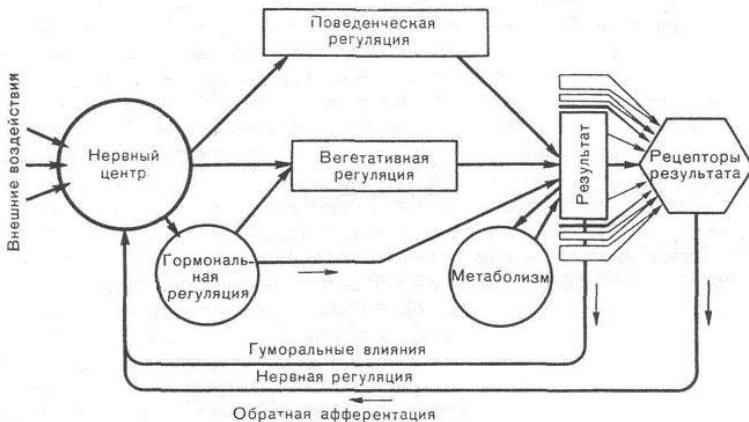 Поведенческая
регуляция
Внешние воздействия
Нервный
центр
Вегетативная
регуляция
Результат
Рецепторы
результата
Гормональ-
ная
регуляция
Метаболизм
Гуморальные влияния
Нервная регуляция
Обратная афферентация